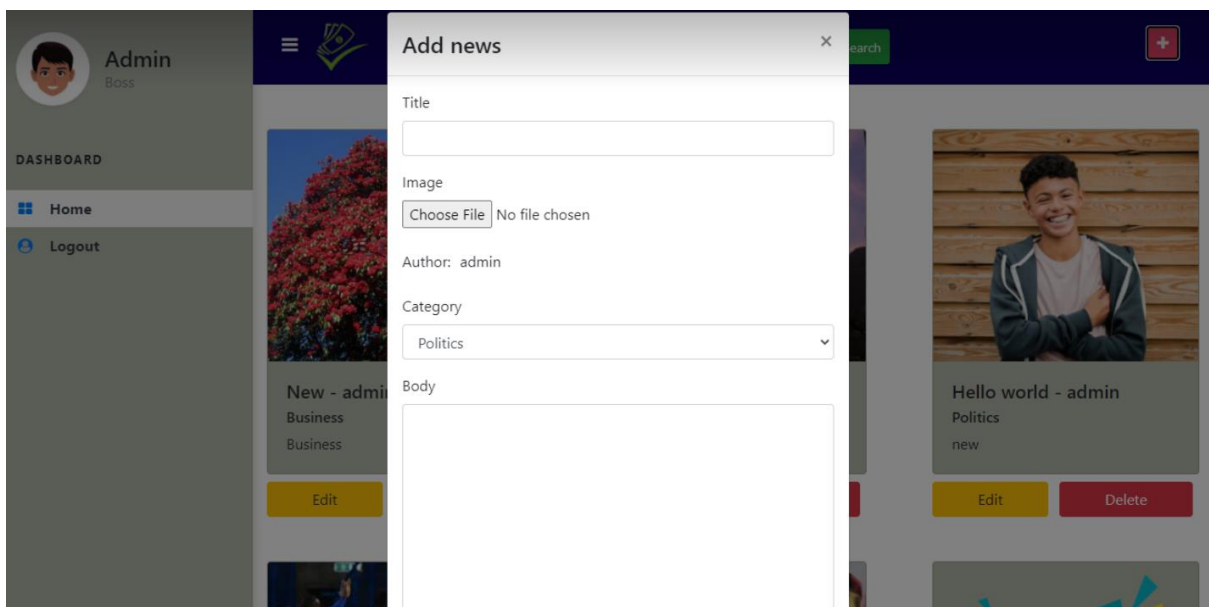 Admin
Boss
DASHBOARD
Home
Logout
Add news
×
earch
+
Title
Image
Choose File No file chosen
Author: admin
Category
Politics
Body
New - admi
Business
Business
Edit
Hello world - admin
Politics
new
Edit
Delete